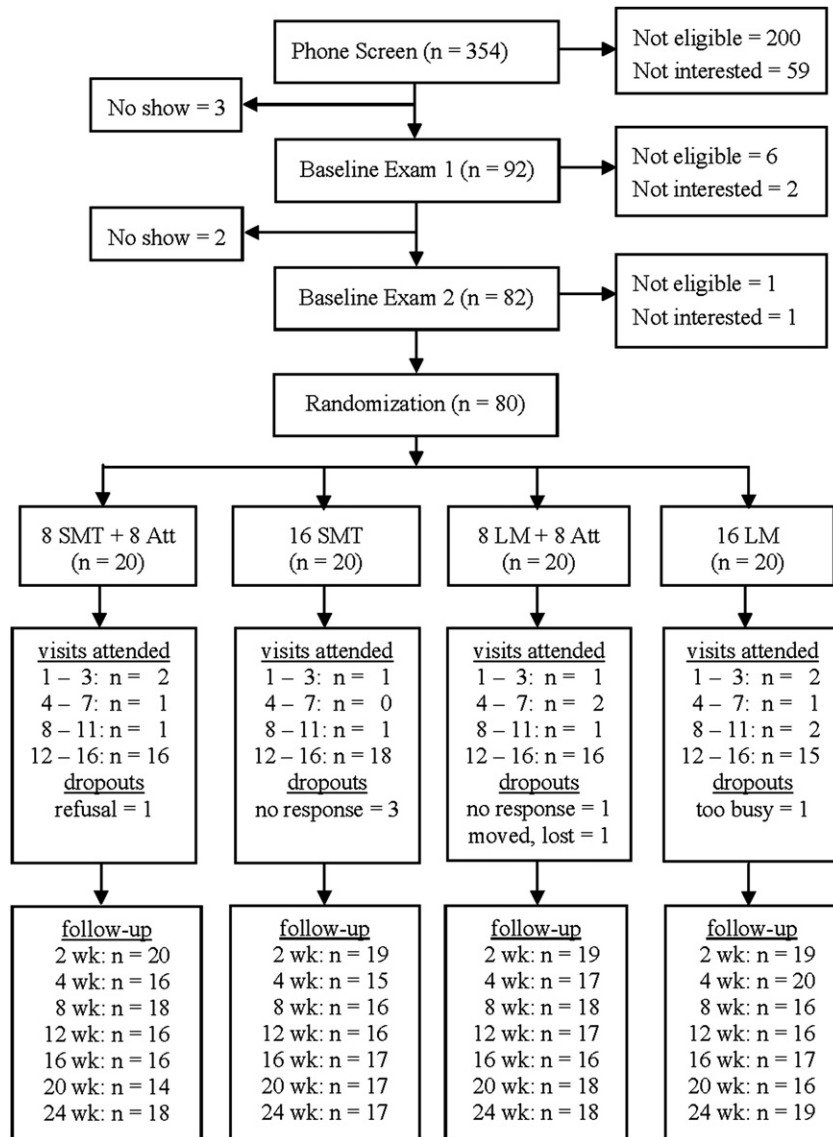 Phone Screen (n = 354)
Not eligible = 200
Not interested = 59
No show = 3
Baseline Exam 1 (n = 92)
Not eligible = 6
Not interested = 2
No show = 2
Baseline Exam 2 (n = 82)
Not eligible = 1
Not interested = 1
Randomization (n = 80)
8 SMT + 8 Att
(n = 20)
16 SMT
(n = 20)
8 LM + 8 Att
(n = 20)
16 LM
(n = 20)
visits attended
1 – 3: n = 2
4 – 7: n = 1
8 – 11: n = 1
12 – 16: n = 16
dropouts
refusal = 1
visits attended
1 – 3: n = 1
4 – 7: n = 0
8 – 11: n = 1
12 – 16: n = 18
dropouts
no response = 3
visits attended
1 – 3: n = 1
4 – 7: n = 2
8 – 11: n = 1
12 – 16: n = 16
dropouts
no response = 1
moved, lost = 1
visits attended
1 – 3: n = 2
4 – 7: n = 1
8 – 11: n = 2
12 – 16: n = 15
dropouts
too busy = 1
follow-up
2 wk: n = 20
4 wk: n = 16
8 wk: n = 18
12 wk: n = 16
16 wk: n = 16
20 wk: n = 14
24 wk: n = 18
follow-up
2 wk: n = 19
4 wk: n = 15
8 wk: n = 16
12 wk: n = 16
16 wk: n = 17
20 wk: n = 17
24 wk: n = 17
follow-up
2 wk: n = 19
4 wk: n = 17
8 wk: n = 18
12 wk: n = 17
16 wk: n = 16
20 wk: n = 18
24 wk: n = 18
follow-up
2 wk: n = 19
4 wk: n = 20
8 wk: n = 16
12 wk: n = 16
16 wk: n = 17
20 wk: n = 16
24 wk: n = 19